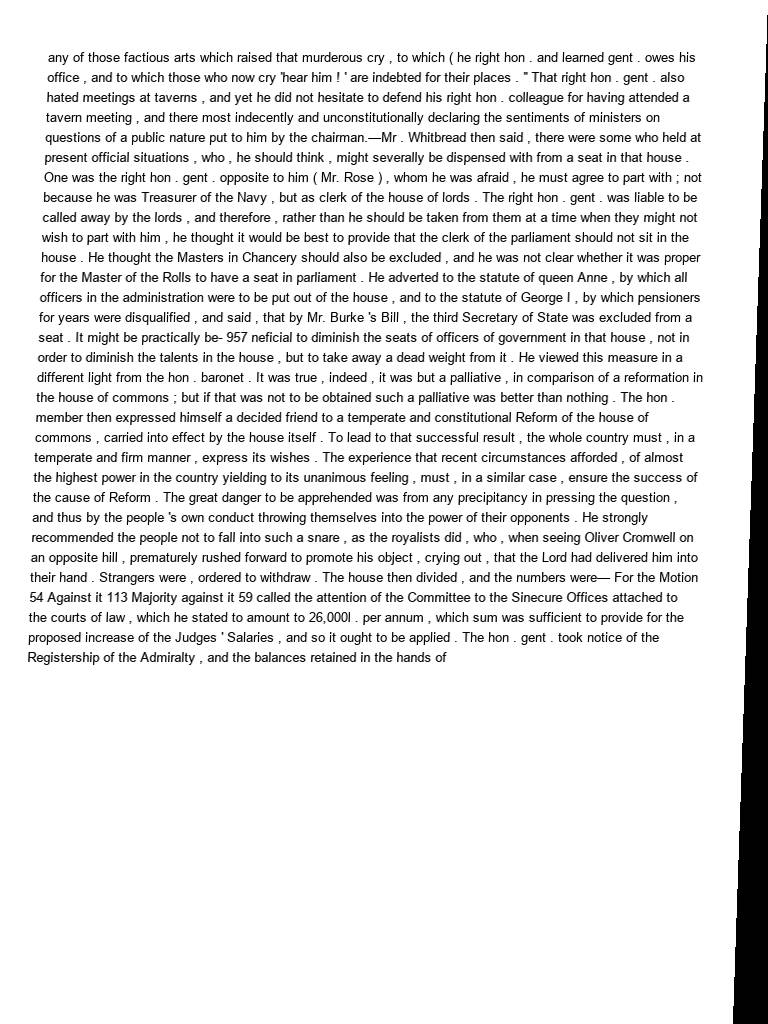 any of those factious arts which raised that murderous cry , to which ( he right hon . and learned gent . owes his
office , and to which those who now cry 'hear him ! ' are indebted for their places . " That right hon . gent . also
hated meetings at taverns , and yet he did not hesitate to defend his right hon . colleague for having attended a
tavern meeting , and there most indecently and unconstitutionally declaring the sentiments of ministers on
questions of a public nature put to him by the chairman.—Mr . Whitbread then said , there were some who held at
present official situations , who , he should think , might severally be dispensed with from a seat in that house .
One was the right hon . gent . opposite to him ( Mr. Rose ) , whom he was afraid , he must agree to part with ; not
because he was Treasurer of the Navy , but as clerk of the house of lords . The right hon . gent . was liable to be
called away by the lords , and therefore , rather than he should be taken from them at a time when they might not
wish to part with him , he thought it would be best to provide that the clerk of the parliament should not sit in the
house . He thought the Masters in Chancery should also be excluded , and he was not clear whether it was proper
for the Master of the Rolls to have a seat in parliament . He adverted to the statute of queen Anne , by which all
officers in the administration were to be put out of the house , and to the statute of George I , by which pensioners
for years were disqualified , and said , that by Mr. Burke 's Bill , the third Secretary of State was excluded from a
seat . It might be practically be- 957 neficial to diminish the seats of officers of government in that house , not in
order to diminish the talents in the house , but to take away a dead weight from it . He viewed this measure in a
different light from the hon . baronet . It was true , indeed , it was but a palliative , in comparison of a reformation in
the house of commons ; but if that was not to be obtained such a palliative was better than nothing . The hon .
member then expressed himself a decided friend to a temperate and constitutional Reform of the house of
commons , carried into effect by the house itself . To lead to that successful result , the whole country must , in a
temperate and firm manner , express its wishes . The experience that recent circumstances afforded , of almost
the highest power in the country yielding to its unanimous feeling , must , in a similar case , ensure the success of
the cause of Reform . The great danger to be apprehended was from any precipitancy in pressing the question ,
and thus by the people 's own conduct throwing themselves into the power of their opponents . He strongly
recommended the people not to fall into such a snare , as the royalists did , who , when seeing Oliver Cromwell on
an opposite hill , prematurely rushed forward to promote his object , crying out , that the Lord had delivered him into
their hand . Strangers were , ordered to withdraw . The house then divided , and the numbers were— For the Motion
54 Against it 113 Majority against it 59 called the attention of the Committee to the Sinecure Offices attached to
the courts of law , which he stated to amount to 26,000l . per annum , which sum was sufficient to provide for the
proposed increase of the Judges ' Salaries , and so it ought to be applied . The hon . gent . took notice of the
Registership of the Admiralty , and the balances retained in the hands of